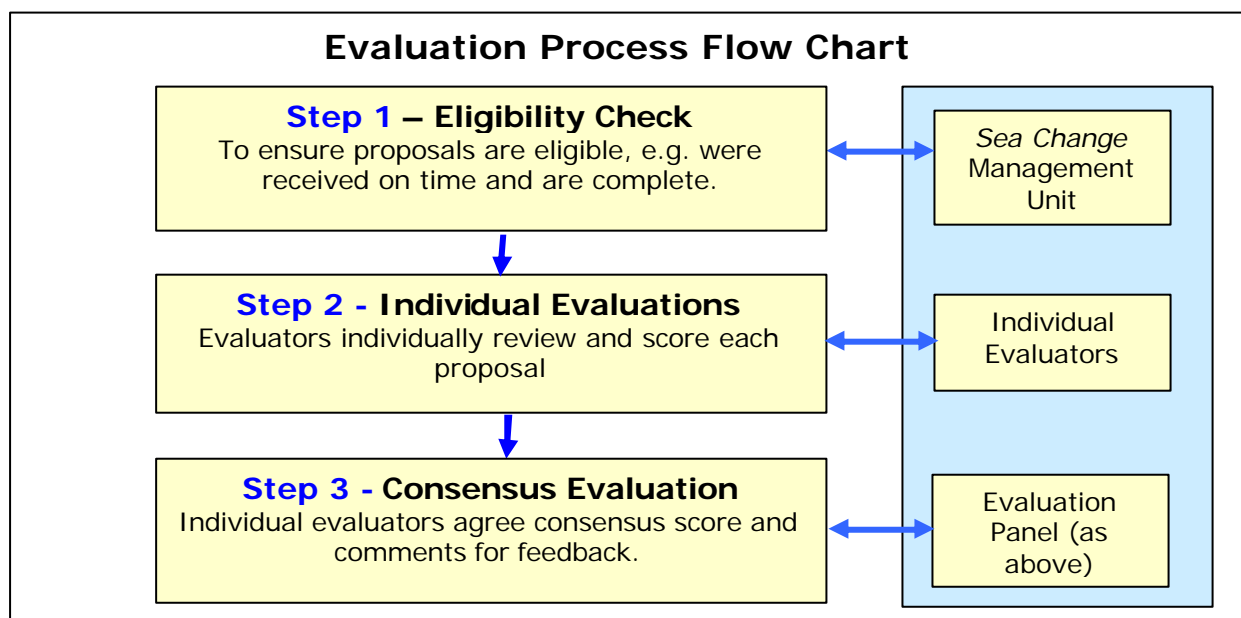 Evaluation Process Flow Chart
Step 1 – Eligibility Check
To ensure proposals are eligible, e.g. were
received on time and are complete.
Sea Change
Management
Unit
Step 2 - Individual Evaluations
Evaluators individually review and score each
proposal
Individual
Evaluators
Step 3 - Consensus Evaluation
Individual evaluators agree consensus score and
comments for feedback.
Evaluation
Panel (as
above)